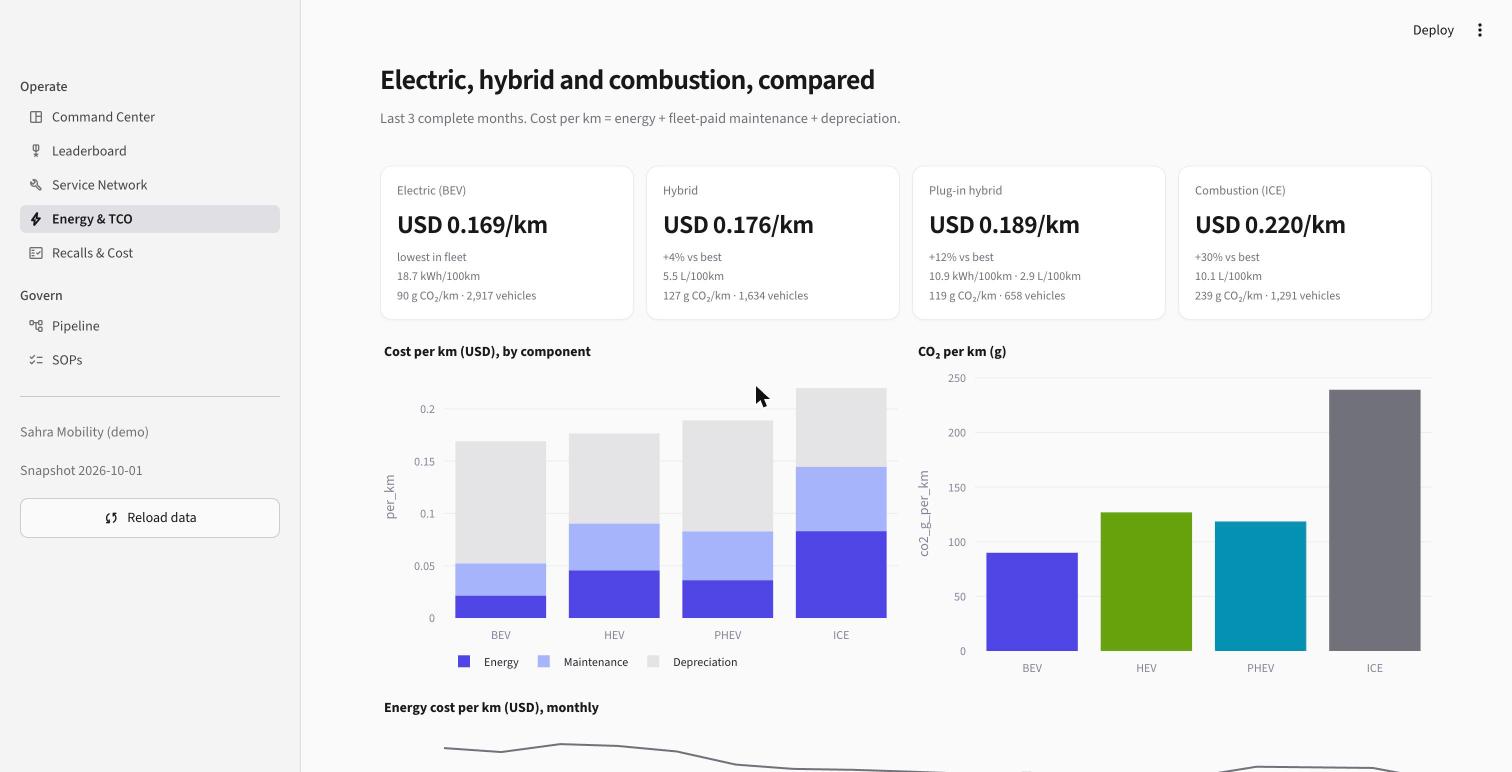 Deploy
Operate
Command Center
Leaderboard
Service Network
Energy & TCO
Recalls & Cost
Govern
Pipeline
SOPs
Sahra Mobility (demo)
Snapshot 2026-10-01
Reload data
Electric, hybrid and combustion, compared
Last 3 complete months. Cost per km = energy + fleet-paid maintenance + depreciation.
Electric (BEV)
USD 0.169/km
lowest in fleet
18.7 kWh/100km
90 g CO₂/km · 2,917 vehicles
Hybrid
USD 0.176/km
+4% vs best
5.5 L/100km
127 g CO₂/km · 1,634 vehicles
Plug-in hybrid
USD 0.189/km
+12% vs best
10.9 kWh/100km · 2.9 L/100km
119 g CO₂/km · 658 vehicles
Combustion (ICE)
USD 0.220/km
+30% vs best
10.1 L/100km
239 g CO₂/km · 1,291 vehicles
Cost per km (USD), by component
per_km
0.2
0.15
0.1
0.05
0
BEV
HEV
PHEV
ICE
Energy
Maintenance
Depreciation
CO₂ per km (g)
co2_g_per_km
250
200
150
100
50
0
BEV
HEV
PHEV
ICE
Energy cost per km (USD), monthly